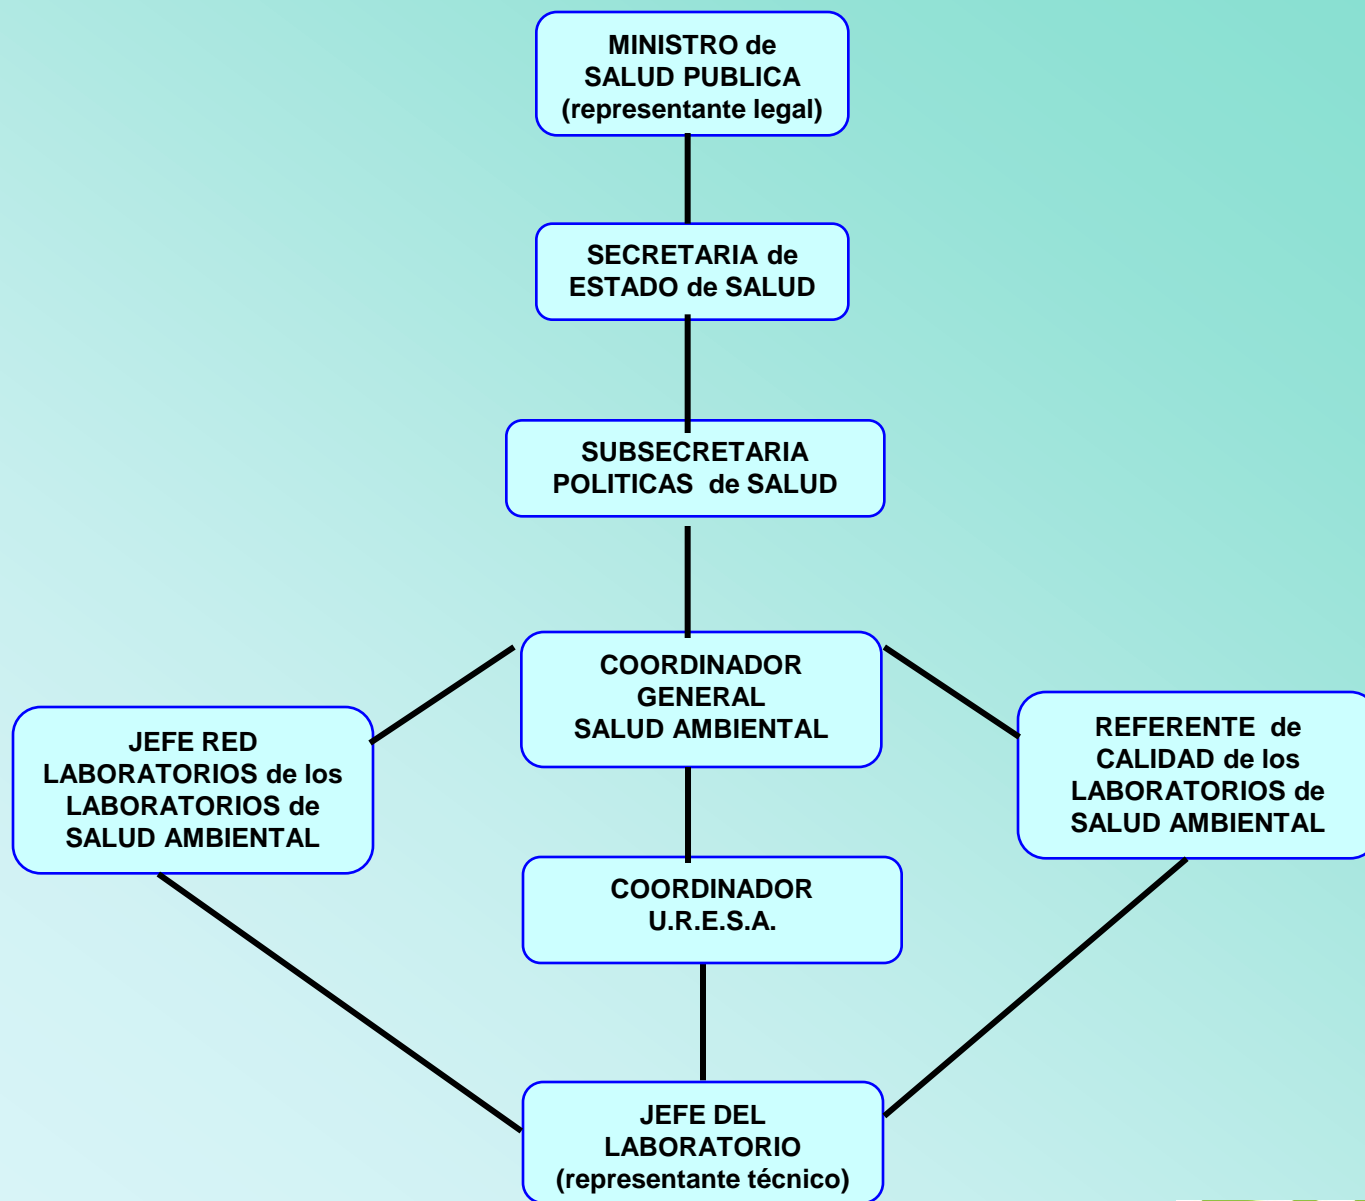 MINISTRO de
SALUD PUBLICA
(representante legal)
SECRETARIA de
ESTADO de SALUD
SUBSECRETARIA
POLITICAS de SALUD
COORDINADOR
GENERAL
SALUD AMBIENTAL
JEFE RED
LABORATORIOS de los
LABORATORIOS de
SALUD AMBIENTAL
REFERENTE de
CALIDAD de los
LABORATORIOS de
SALUD AMBIENTAL
COORDINADOR
U.R.E.S.A.
JEFE DEL
LABORATORIO
(representante técnico)